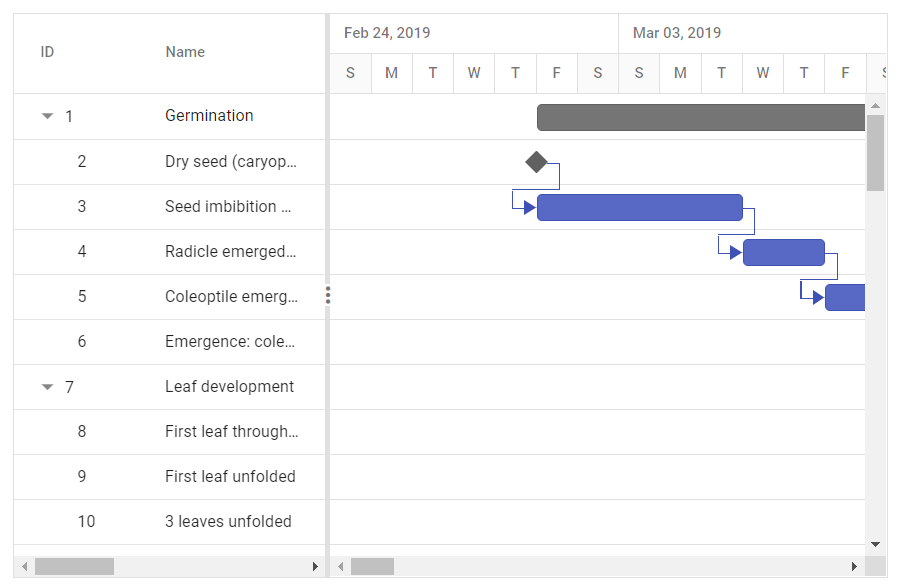 ID Name Feb 24, 2019 Mar 03, 2019
S M T W T F S S M T W T F S
1 Germination
2 Dry seed (caryop...
3 Seed imbibition ...
4 Radicle emerged...
5 Coleoptile emerg...
6 Emergence: cole...
7 Leaf development
8 First leaf through...
9 First leaf unfolded
10 3 leaves unfolded